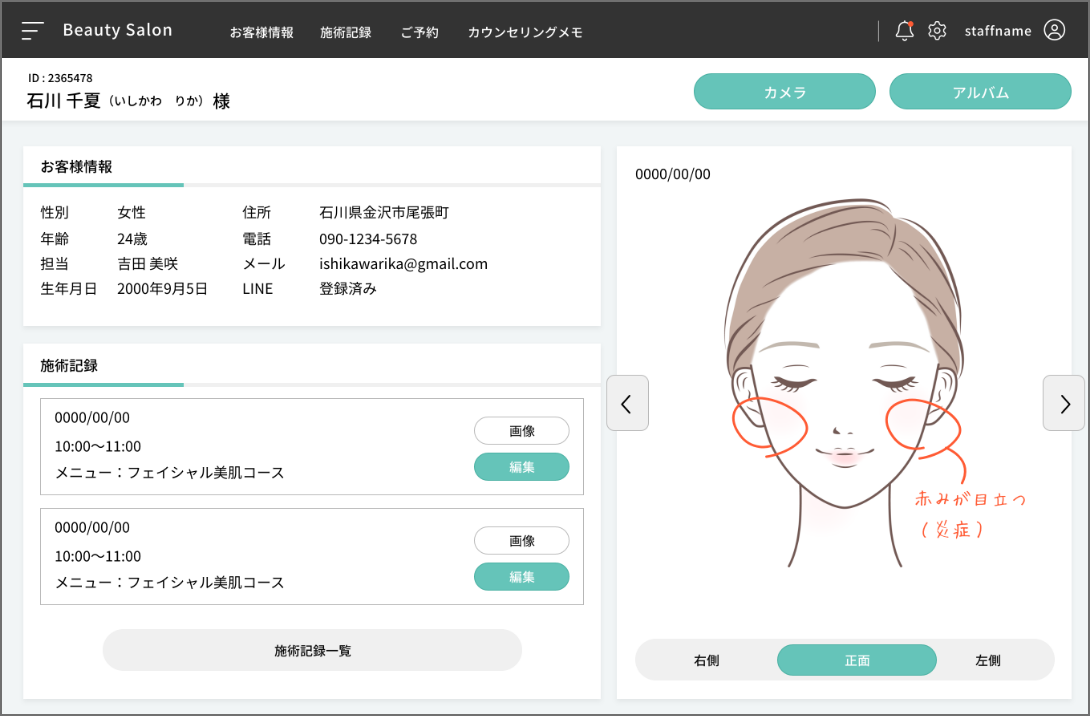 Beauty Salon お客様情報 施術記録 ご予約 カウンセリングメモ staffname
ID : 2365478
石川 千夏（いしかわ　りか）様
カメラ
アルバム
お客様情報
性別 女性 住所 石川県金沢市尾張町
年齢 24歳 電話 090-1234-5678
担当 吉田 美咲 メール ishikawarika@gmail.com
生年月日 2000年9月5日 LINE 登録済み
施術記録
0000/00/00
10:00〜11:00
メニュー：フェイシャル美肌コース
画像
編集
0000/00/00
10:00〜11:00
メニュー：フェイシャル美肌コース
画像
編集
施術記録一覧
0000/00/00
赤みが目立つ
（炎症）
右側 正面 左側